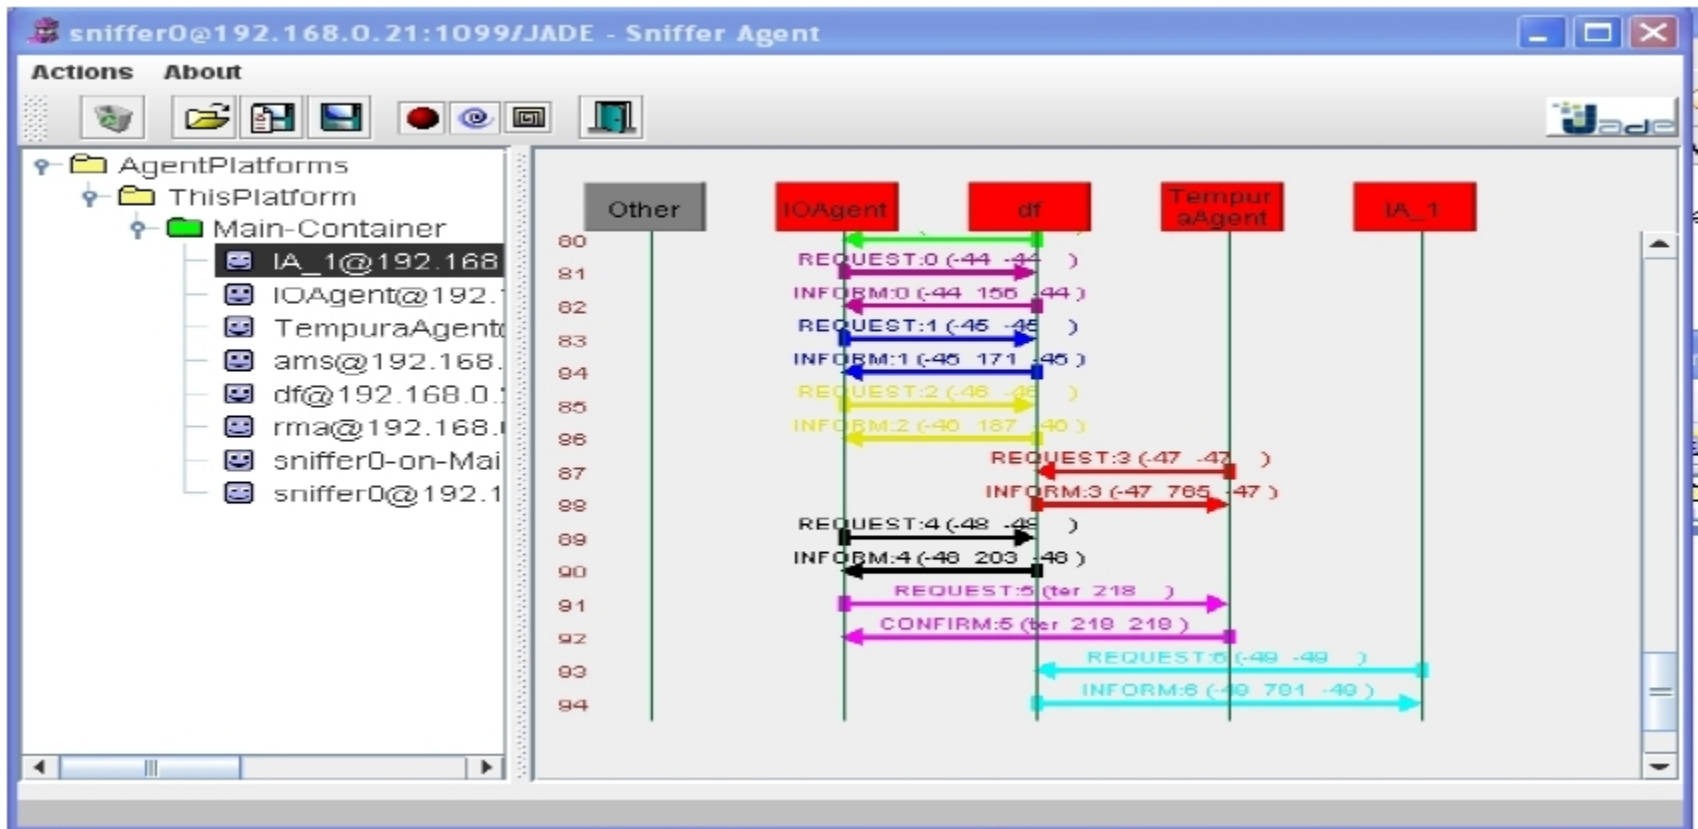 sniffer0@192.168.0.21:1099/JADE - Sniffer Agent
Actions About
Jade
AgentPlatforms
ThisPlatform
Main-Container
IA_1@192.168
IOAgent@192.
TempuraAgent
ams@192.168.
df@192.168.0.
rma@192.168.
sniffer0-on-Mai
sniffer0@192.1
Other IOAgent df Tempur aAgent IA_1
80
REQUEST:0 (-44 -44 )
81
INFORM:0 (-44 156 -44 )
82
REQUEST:1 (-45 -45 )
83
INFORM:1 (-45 171 -45 )
84
REQUEST:2 (-46 -46 )
85
INFORM:2 (-46 187 -46 )
86
REQUEST:3 (-47 -47 )
87
INFORM:3 (-47 765 -47 )
88
REQUEST:4 (-48 -48 )
89
INFORM:4 (-48 203 -48 )
90
REQUEST:5 (ter 218 )
91
CONFIRM:5 (ter 218 218 )
92
REQUEST:6 (-49 -49 )
93
INFORM:6 (-49 781 -49 )
94